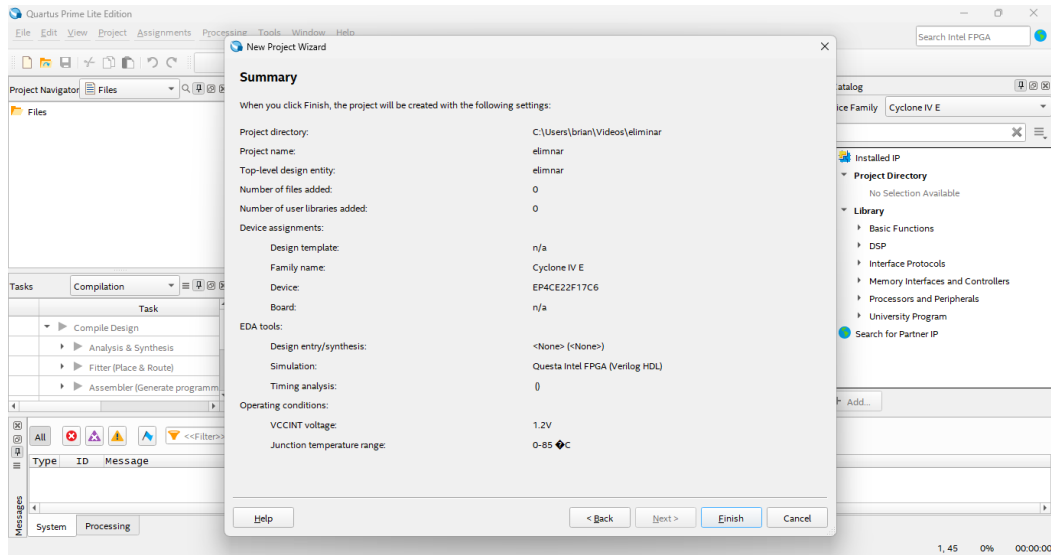 Quartus Prime Lite Edition
File Edit View Project Assignments Processing Tools Window Help
Search Intel FPGA
Project Navigator Files
Files
New Project Wizard
Summary
When you click Finish, the project will be created with the following settings:
Project directory: C:\Users\brian\Videos\eliminar
Project name: elimnar
Top-level design entity: elimnar
Number of files added: 0
Number of user libraries added: 0
Device assignments:
Design template: n/a
Family name: Cyclone IV E
Device: EP4CE22F17C6
Board: n/a
EDA tools:
Design entry/synthesis: <None> (<None>)
Simulation: Questa Intel FPGA (Verilog HDL)
Timing analysis: ()
Operating conditions:
VCCINT voltage: 1.2V
Junction temperature range: 0-85 �C
Help
< Back Next > Finish Cancel
atalog
ice Family Cyclone IV E
Installed IP
Project Directory
No Selection Available
Library
Basic Functions
DSP
Interface Protocols
Memory Interfaces and Controllers
Processors and Peripherals
University Program
Search for Partner IP
+ Add...
Tasks Compilation
Task
Compile Design
Analysis & Synthesis
Fitter (Place & Route)
Assembler (Generate programm
All <<Filter>>
Type ID Message
Messages
System Processing
1, 45 0% 00:00:00